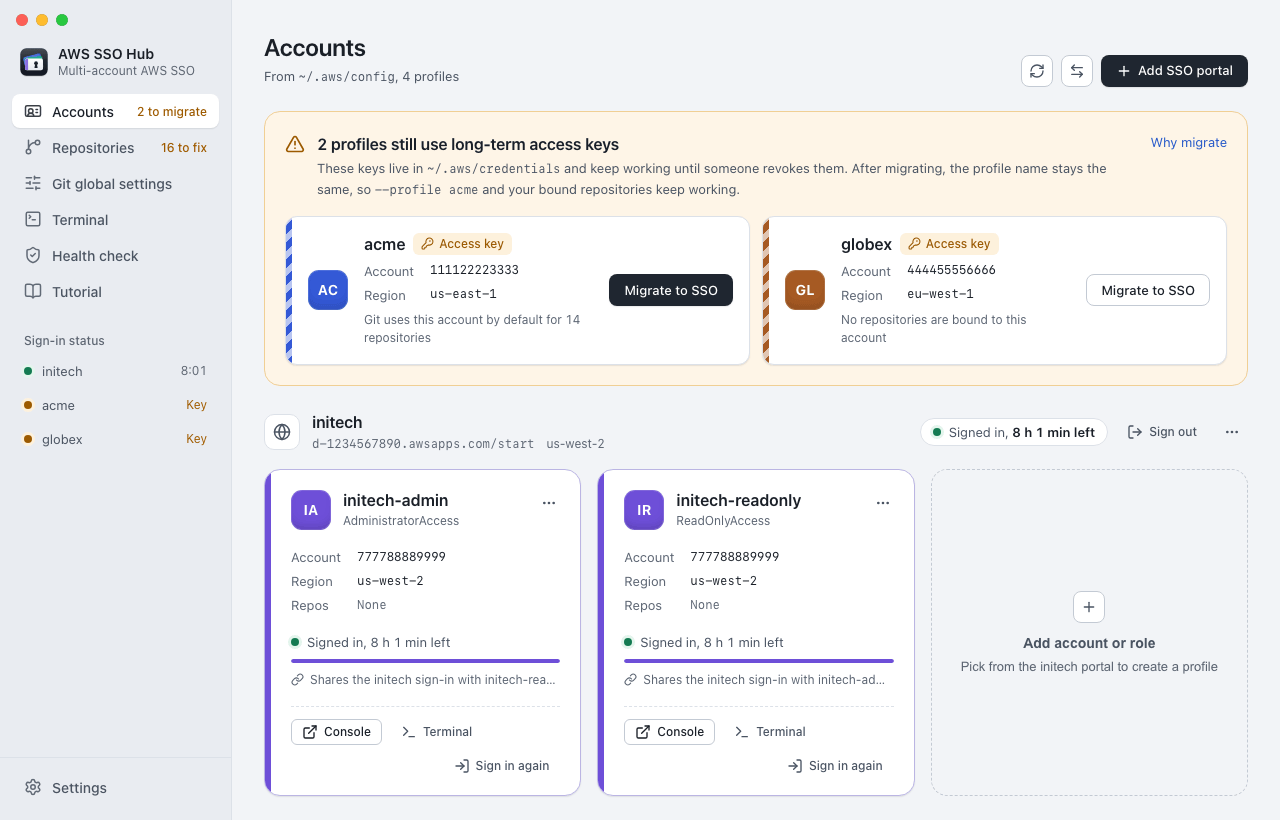 AWS SSO Hub
Multi-account AWS SSO
Accounts
2 to migrate
Repositories
16 to fix
Git global settings
Terminal
Health check
Tutorial
Sign-in status
initech
8:01
acme
Key
globex
Key
Settings
Accounts
From ~/.aws/config, 4 profiles
Add SSO portal
2 profiles still use long-term access keys
Why migrate
These keys live in ~/.aws/credentials and keep working until someone revokes them. After migrating, the profile name stays the
same, so --profile acme and your bound repositories keep working.
AC
acme
Access key
Account 111122223333
Region us-east-1
Git uses this account by default for 14
repositories
Migrate to SSO
GL
globex
Access key
Account 444455556666
Region eu-west-1
No repositories are bound to this
account
Migrate to SSO
initech
d-1234567890.awsapps.com/start us-west-2
Signed in, 8 h 1 min left
Sign out
IA
initech-admin
AdministratorAccess
Account 777788889999
Region us-west-2
Repos None
Signed in, 8 h 1 min left
Shares the initech sign-in with initech-rea...
Console
Terminal
Sign in again
IR
initech-readonly
ReadOnlyAccess
Account 777788889999
Region us-west-2
Repos None
Signed in, 8 h 1 min left
Shares the initech sign-in with initech-ad...
Console
Terminal
Sign in again
Add account or role
Pick from the initech portal to create a profile